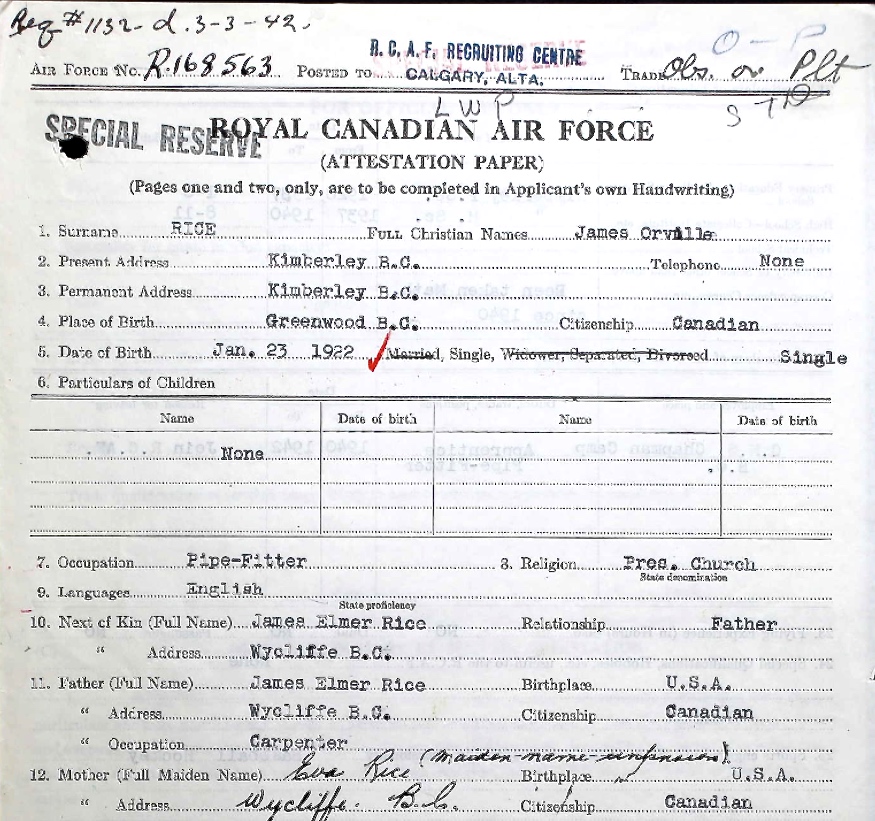 Req # 1132-d. 3-3-42.
R. C. A. F. RECRUITING CENTRE O-P
AIR FORCE No. R.168563 POSTED TO CALGARY, ALTA. TRADE Obs. or Plt
L W P STD
SPECIAL RESERVE ROYAL CANADIAN AIR FORCE
(ATTESTATION PAPER)
(Pages one and two, only, are to be completed in Applicant's own Handwriting)
1. Surname RICE FULL Christian Names James Orville
2. Present Address Kimberley B.C. Telephone None
3. Permanent Address Kimberley B.C.
4. Place of Birth Greenwood B.C. Citizenship Canadian
5. Date of Birth Jan. 23 1922 Married, Single, Widower, Separated, Divorced Single
6. Particulars of Children
Name Date of birth Name Date of birth
None
7. Occupation Pipe-Fitter 8. Religion Pres. Church
State denomination
9. Languages English
State proficiency
10. Next of Kin (Full Name) James Elmer Rice Relationship Father
" Address Wycliffe B.C.
11. Father (Full Name) James Elmer Rice Birthplace U.S.A.
" Address Wycliffe B.C. Citizenship Canadian
" Occupation Carpenter
(maiden-name-unknown)
12. Mother (Full Maiden Name) Eva Rice Birthplace U.S.A.
" Address Wycliffe. B.C. Citizenship Canadian